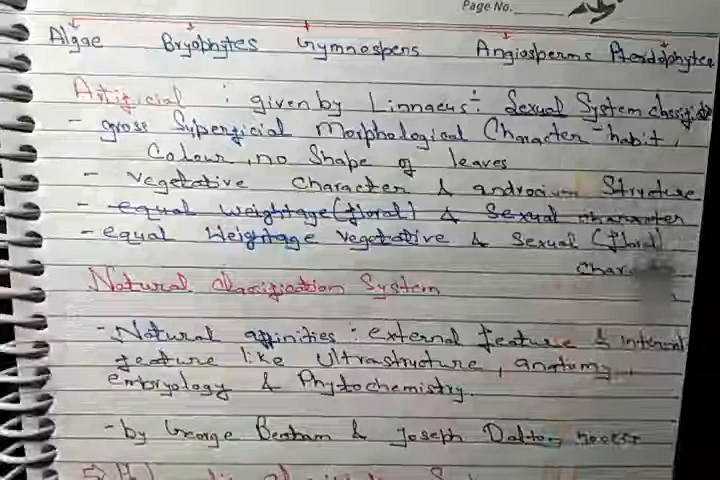 Page No.
Algae Bryophytes Gymnosperms Angiosperms Pteridophytes
Artificial : given by Linnaeus ÷ Sexual System classific
- gross Superficial Morphological Character - habit,
Colour, no Shape of leaves
- vegetative character & androcium Structure
- equal weightage (floral) & Sexual character
- equal Weightage vegetative & Sexual (floral)
Char
Natural Classification System
- Natural affinities : external feature & internal
feature like Ultrastructure, anatomy,
embryology & Phytochemistry.
- by George Bentham & Joseph Dalton Hooker